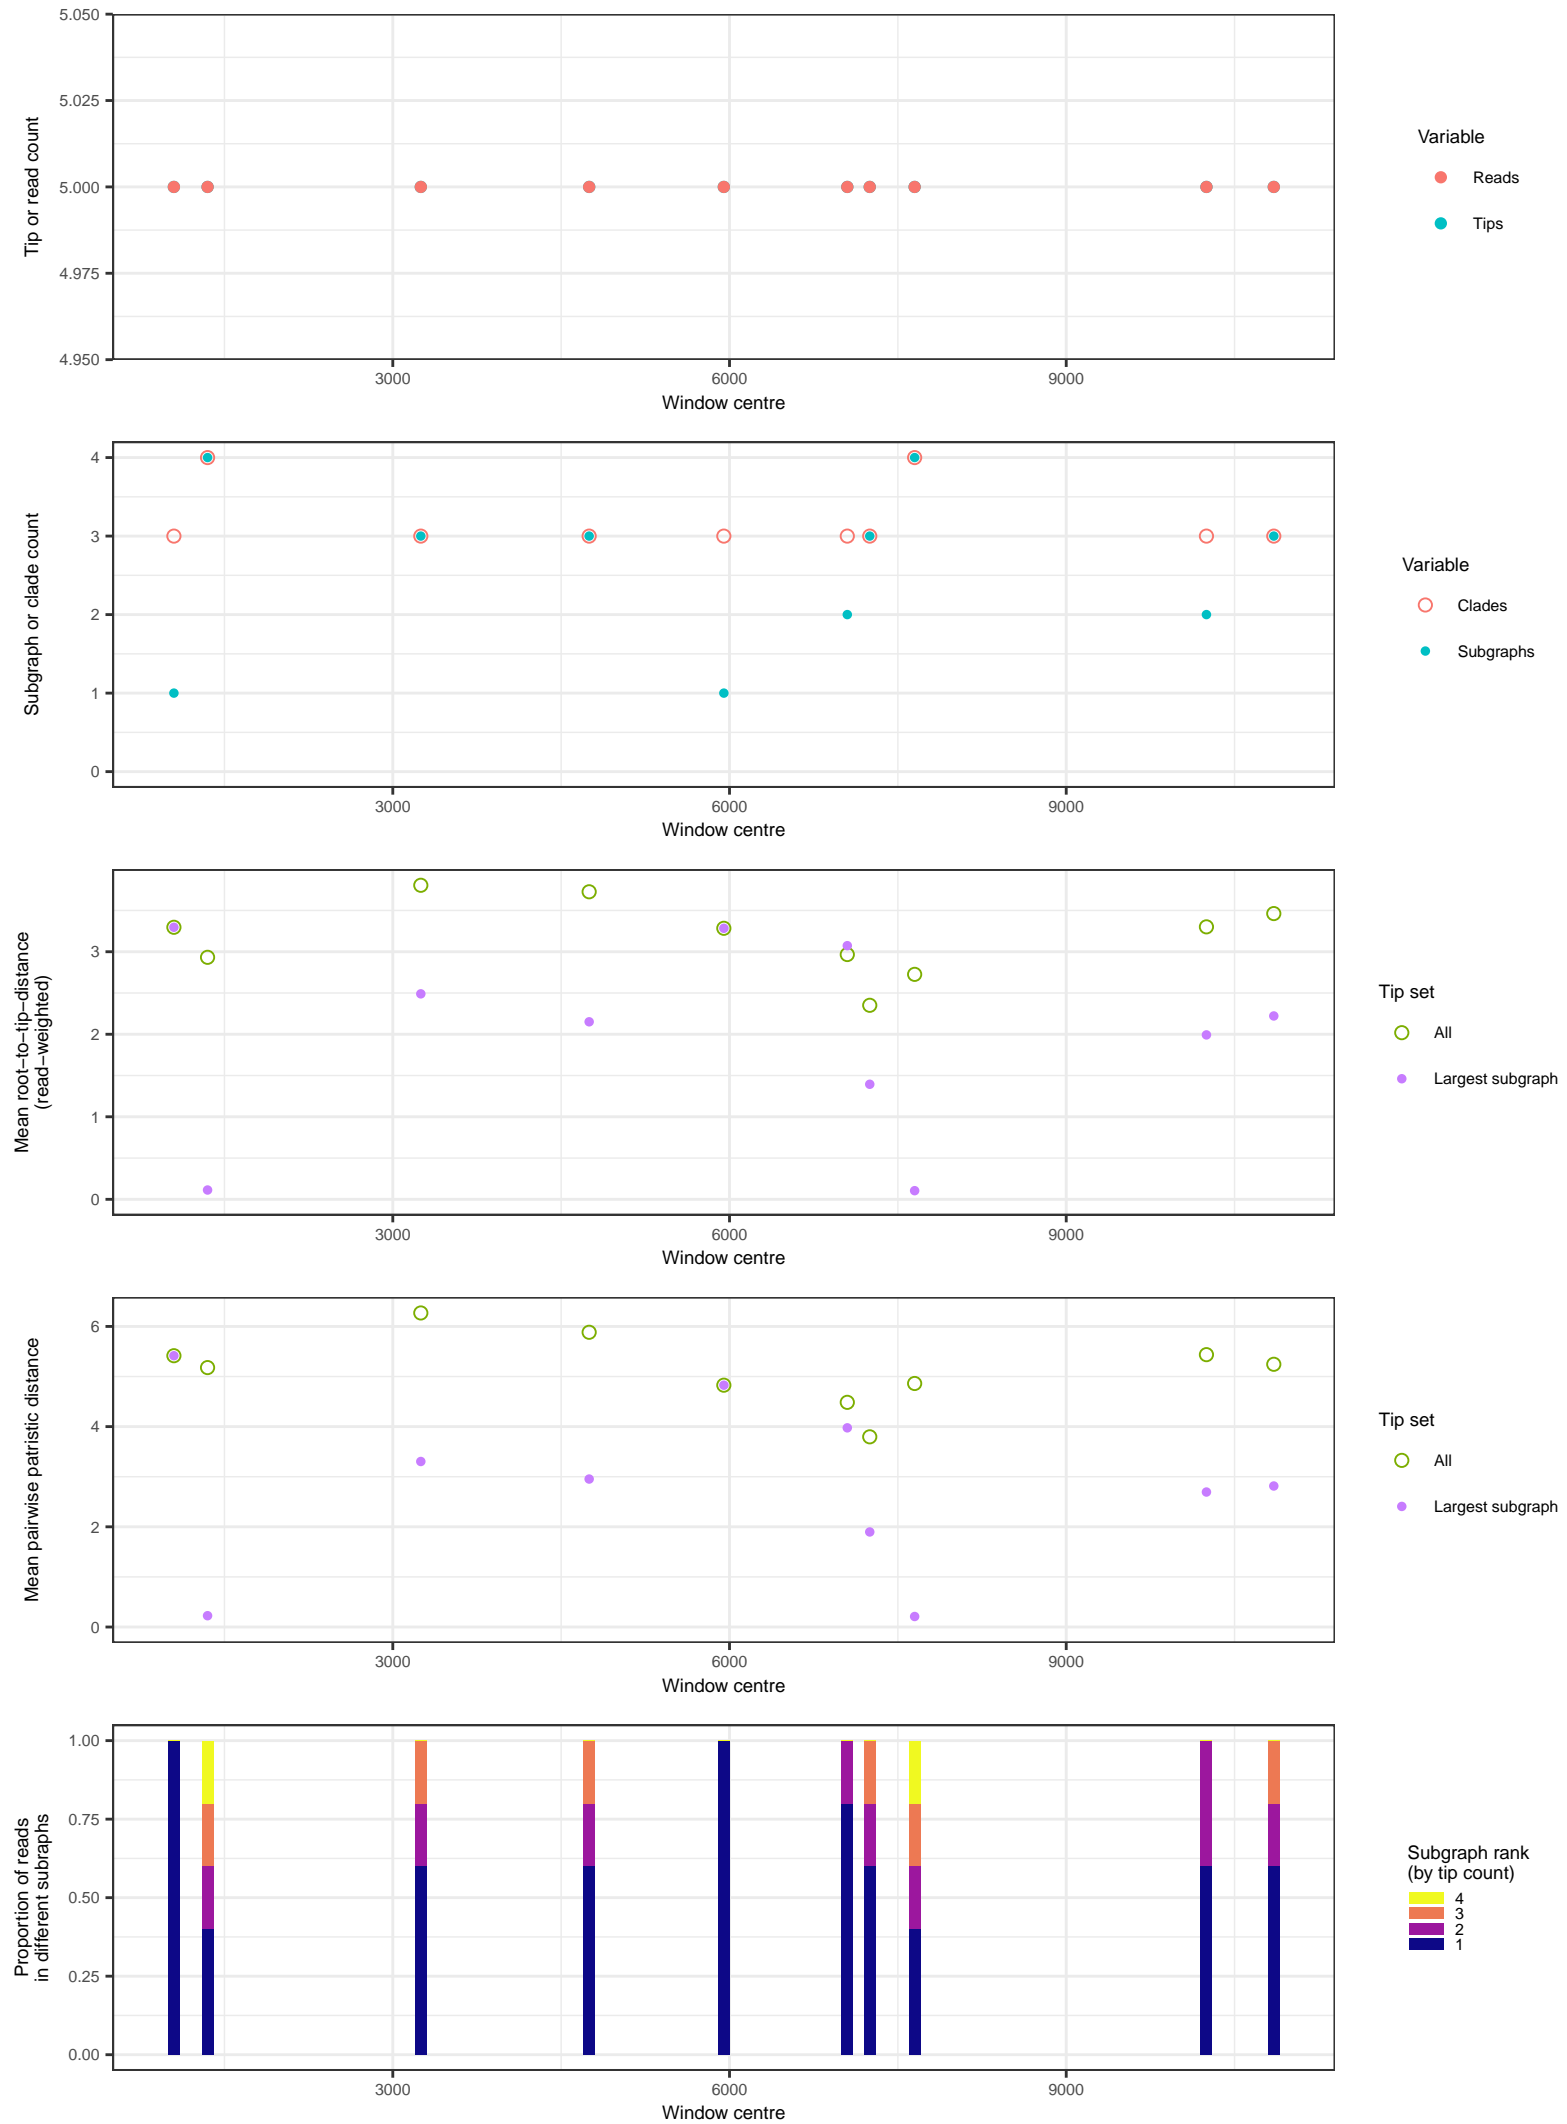 5.050
5.025
5.000
4.975
4.950
Tip or read count
3000 6000 9000
Window centre
Variable
Reads
Tips
4
3
2
1
0
Subgraph or clade count
3000 6000 9000
Window centre
Variable
Clades
Subgraphs
3
2
1
0
Mean root−to−tip−distance
(read−weighted)
3000 6000 9000
Window centre
Tip set
All
Largest subgraph
6
4
2
0
Mean pairwise patristic distance
3000 6000 9000
Window centre
Tip set
All
Largest subgraph
1.00
0.75
0.50
0.25
0.00
Proportion of reads
in different subraphs
3000 6000 9000
Window centre
Subgraph rank
(by tip count)
4
3
2
1